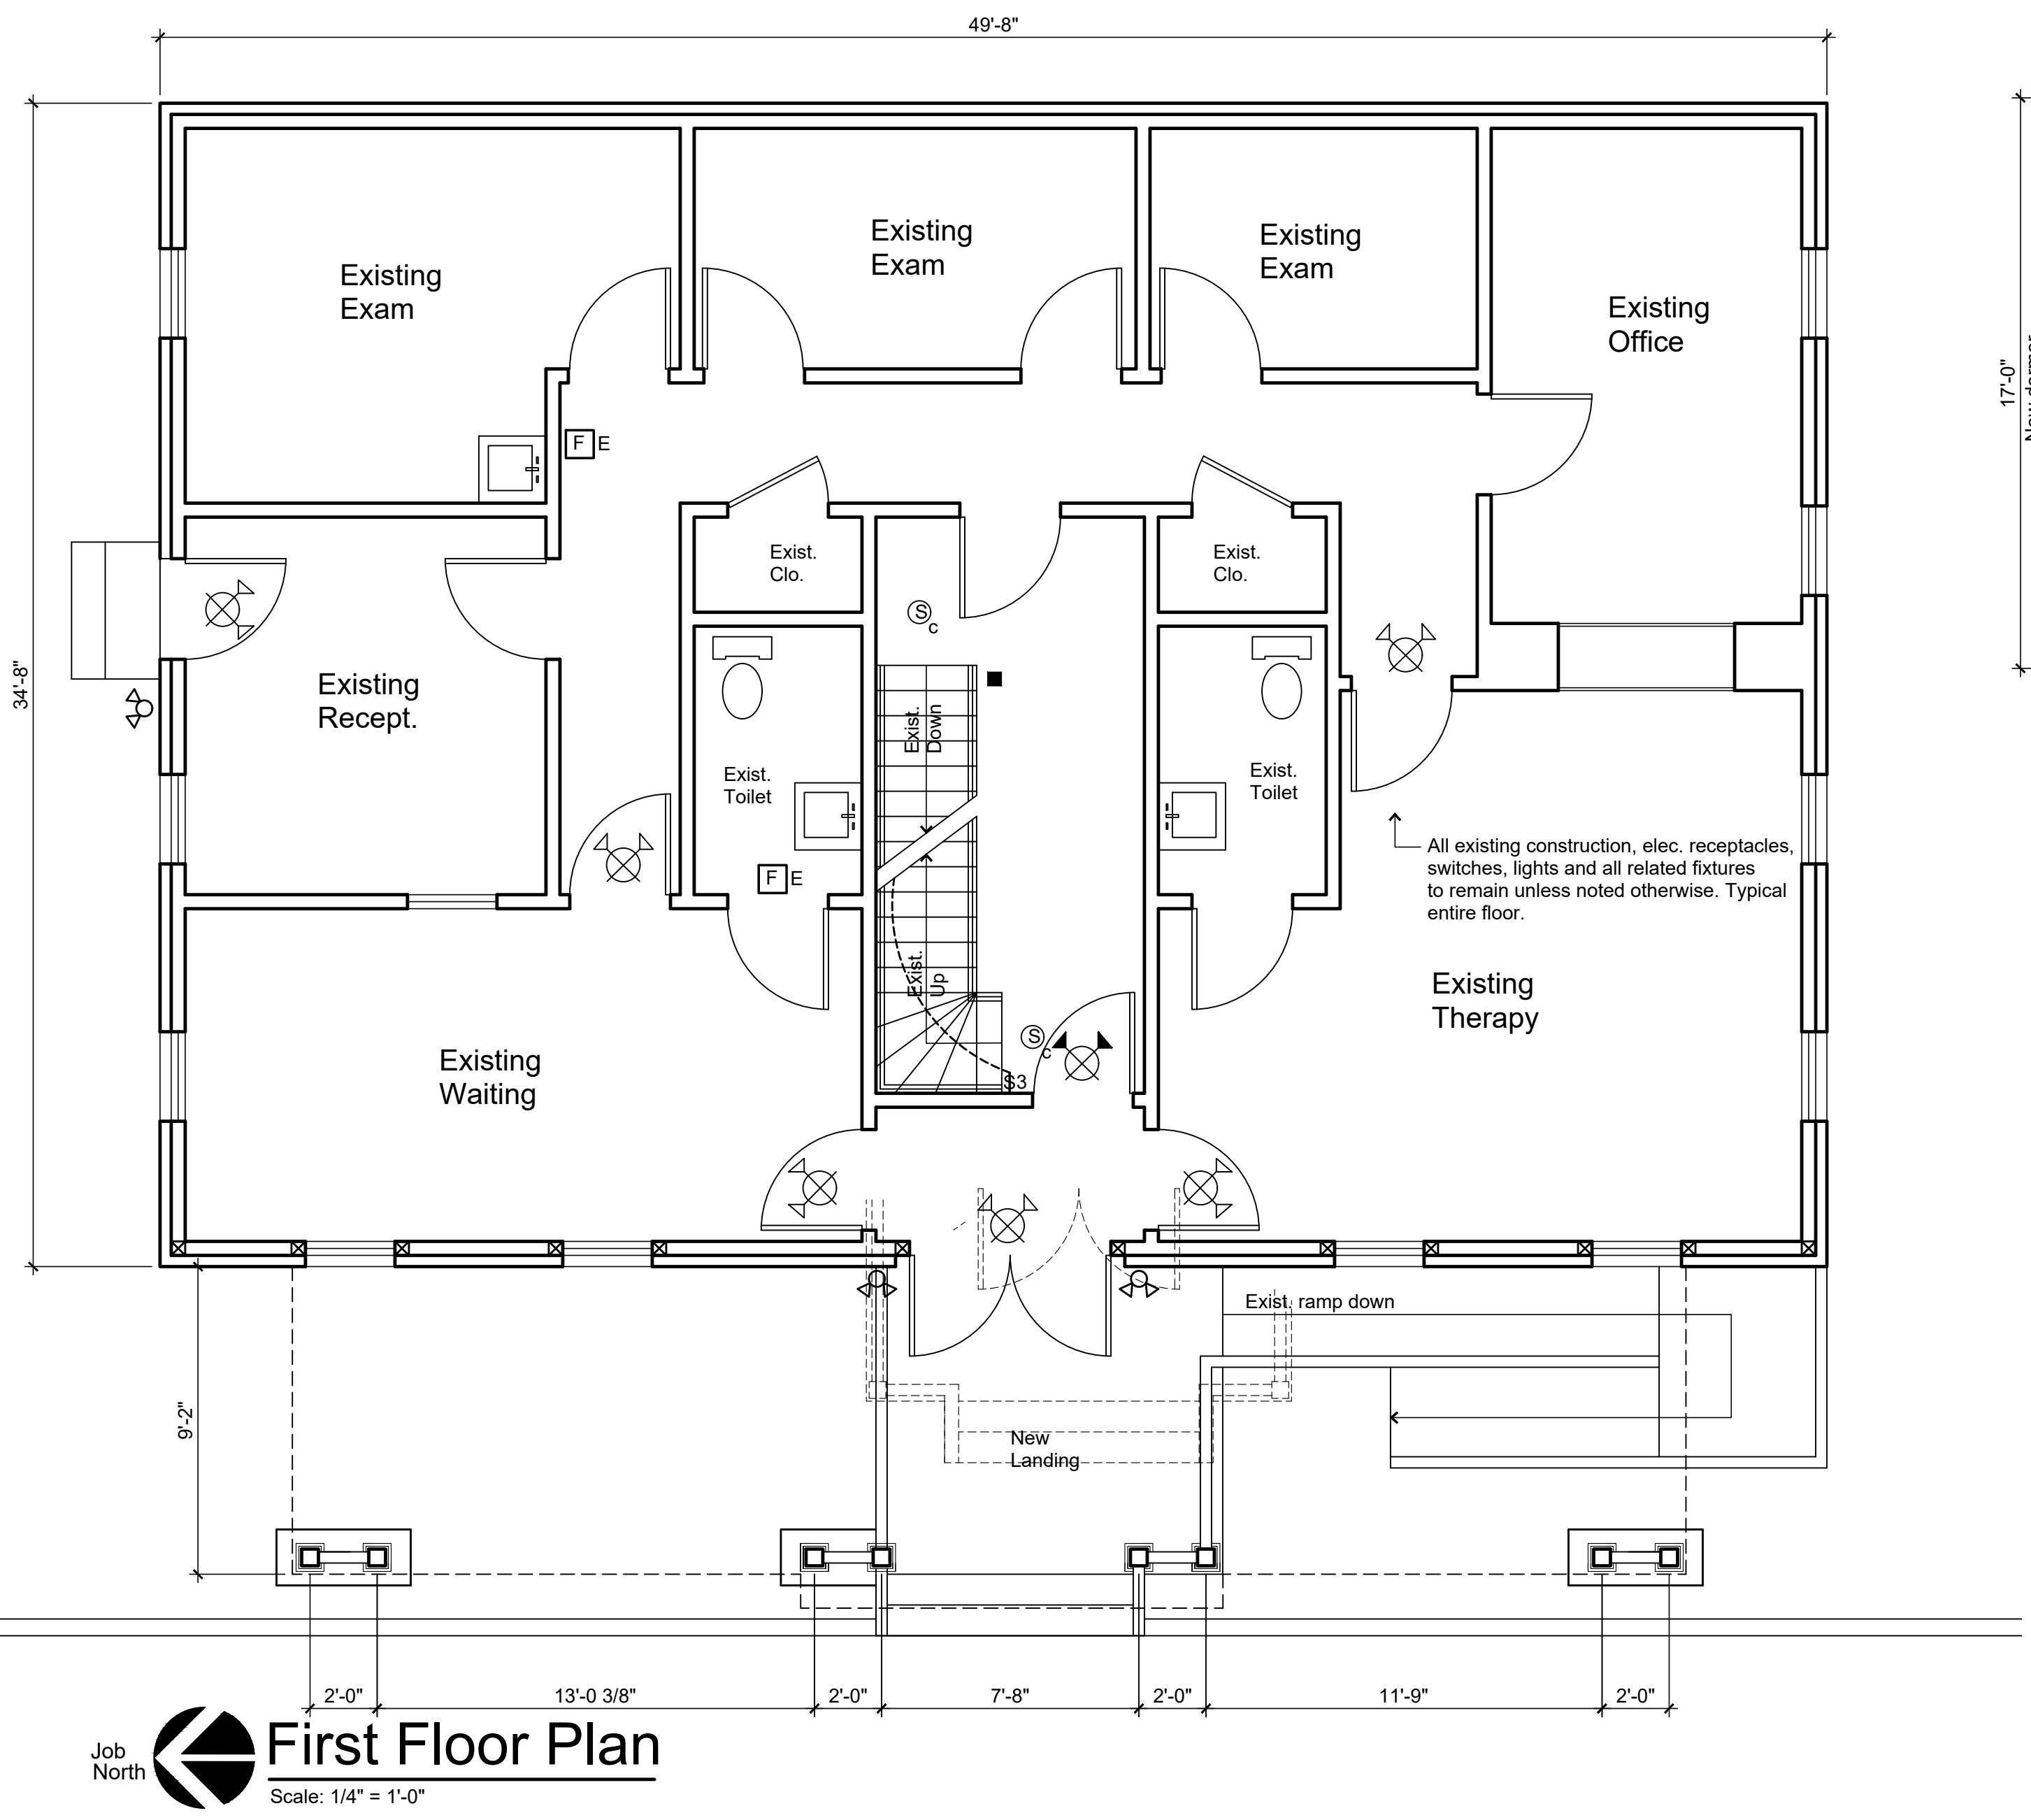 49'-8"
34'-8"
17'-0"
New dormer
Existing
Exam
Existing
Exam
Existing
Exam
Existing
Office
F E
Exist.
Clo.
Exist.
Clo.
S
c
Existing
Recept.
Exist.
Down
Exist.
Toilet
Exist.
Toilet
F E
All existing construction, elec. receptacles,
switches, lights and all related fixtures
to remain unless noted otherwise. Typical
entire floor.
Exist.
Up
Existing
Therapy
Existing
Waiting
S
c
S3
Exist. ramp down
9'-2"
New
Landing
2'-0"
13'-0 3/8"
2'-0"
7'-8"
2'-0"
11'-9"
2'-0"
Job
North
First Floor Plan
Scale: 1/4" = 1'-0"